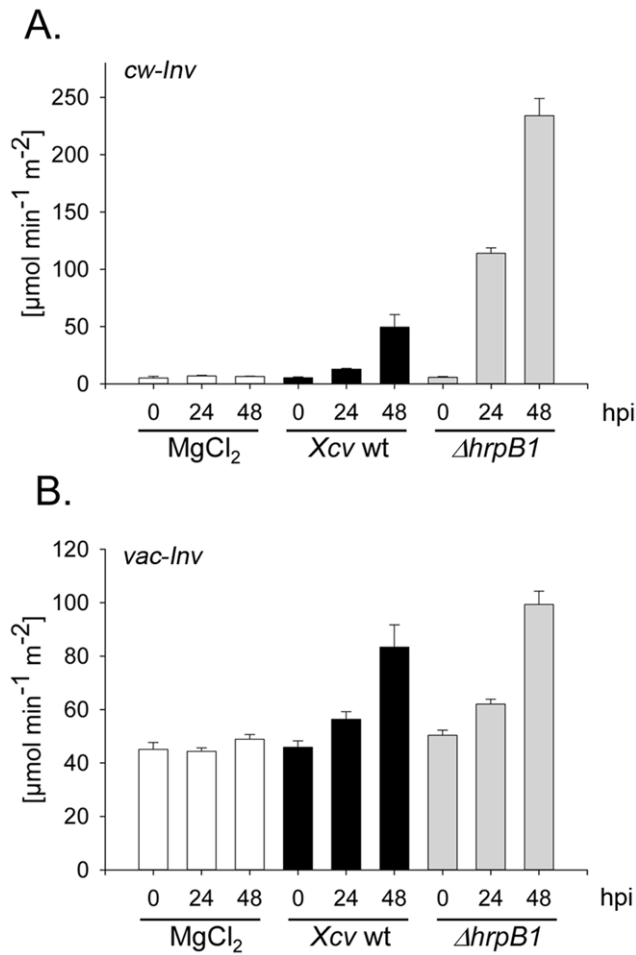 A.
cw-Inv
[µmol min⁻¹ m⁻²]
250
200
150
100
50
0
0 24 48 0 24 48 0 24 48 hpi
MgCl₂ Xcv wt ΔhrpB1
B.
vac-Inv
[µmol min⁻¹ m⁻²]
120
100
80
60
40
20
0
0 24 48 0 24 48 0 24 48 hpi
MgCl₂ Xcv wt ΔhrpB1